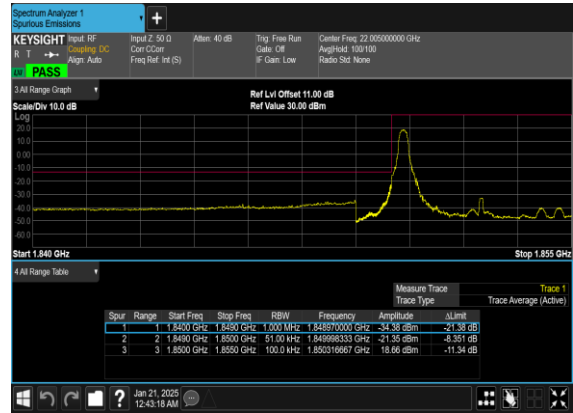 Spectrum Analyzer 1
Spurious Emissions
KEYSIGHT Input: RF Input Z: 50 Ω Atten: 40 dB Trig: Free Run Center Freq: 22.005000000 GHz
R T Coupling: DC Corr CCorr Gate: Off Avg|Hold: 100/100
Align: Auto Freq Ref: Int (S) IF Gain: Low Radio Std: None
PASS
3 All Range Graph
Ref Lvl Offset 11.00 dB
Scale/Div 10.0 dB Ref Value 30.00 dBm
Log
20.0
10.0
0.00
-10.0
-20.0
-30.0
-40.0
-50.0
-60.0
Start 1.840 GHz Stop 1.855 GHz
4 All Range Table
Measure Trace Trace 1
Trace Type Trace Average (Active)
Spur Range Start Freq Stop Freq RBW Frequency Amplitude ΔLimit
1 1 1.8400 GHz 1.8490 GHz 1.000 MHz 1.848970000 GHz -34.38 dBm -21.38 dB
2 2 1.8490 GHz 1.8500 GHz 51.00 kHz 1.849998333 GHz -21.35 dBm -8.351 dB
3 3 1.8500 GHz 1.8550 GHz 100.0 kHz 1.850316667 GHz 18.66 dBm -11.34 dB
? Jan 21, 2025
12:43:18 AM